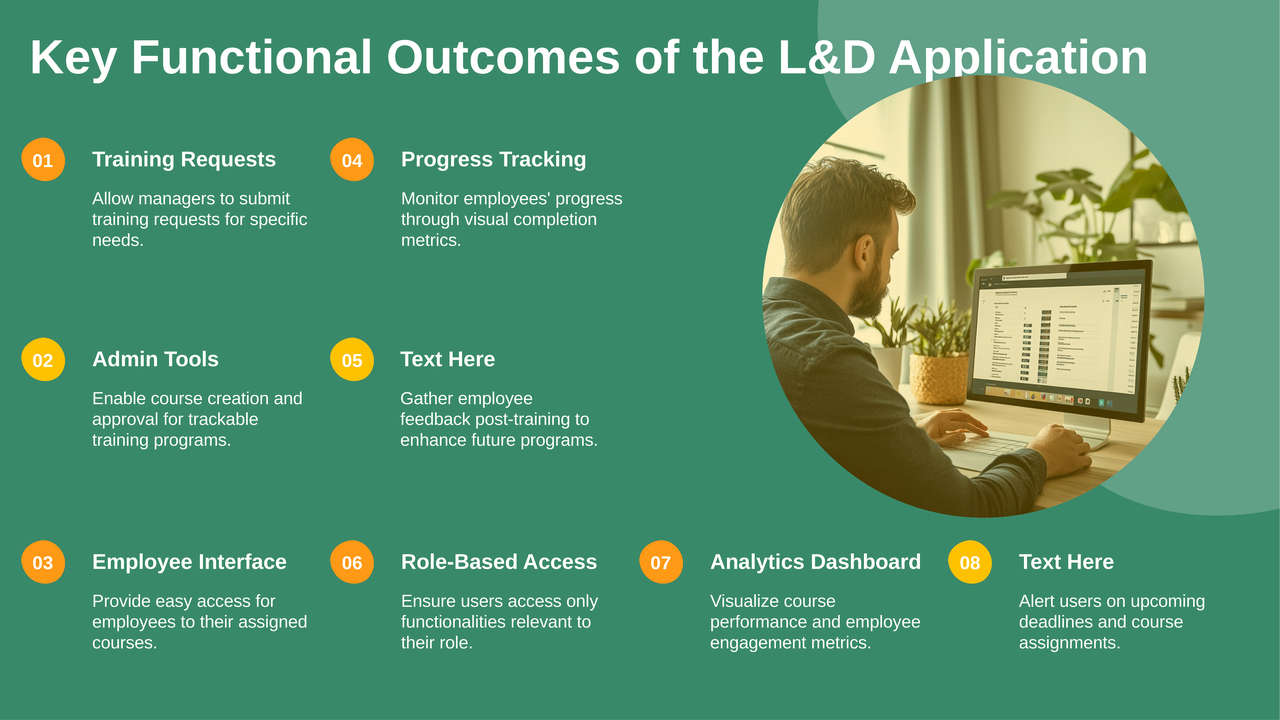 Key Functional Outcomes of the L&D Application
01
Training Requests
Allow managers to submit
training requests for specific
needs.
02
Admin Tools
Enable course creation and
approval for trackable
training programs.
03
Employee Interface
Provide easy access for
employees to their assigned
courses.
04
Progress Tracking
Monitor employees' progress
through visual completion
metrics.
05
Text Here
Gather employee
feedback post-training to
enhance future programs.
06
Role-Based Access
Ensure users access only
functionalities relevant to
their role.
07
Analytics Dashboard
Visualize course
performance and employee
engagement metrics.
08
Text Here
Alert users on upcoming
deadlines and course
assignments.